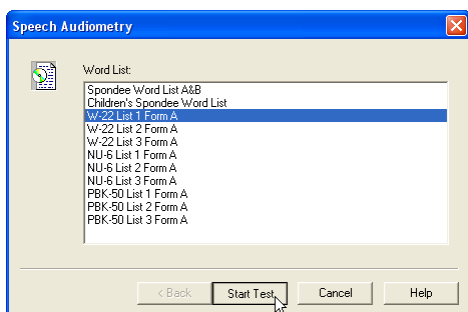 Speech Audiometry
Word List:
Spondee Word List A&B
Children's Spondee Word List
W-22 List 1 Form A
W-22 List 2 Form A
W-22 List 3 Form A
NU-6 List 1 Form A
NU-6 List 2 Form A
NU-6 List 3 Form A
PBK-50 List 1 Form A
PBK-50 List 2 Form A
PBK-50 List 3 Form A
< Back Start Test Cancel Help